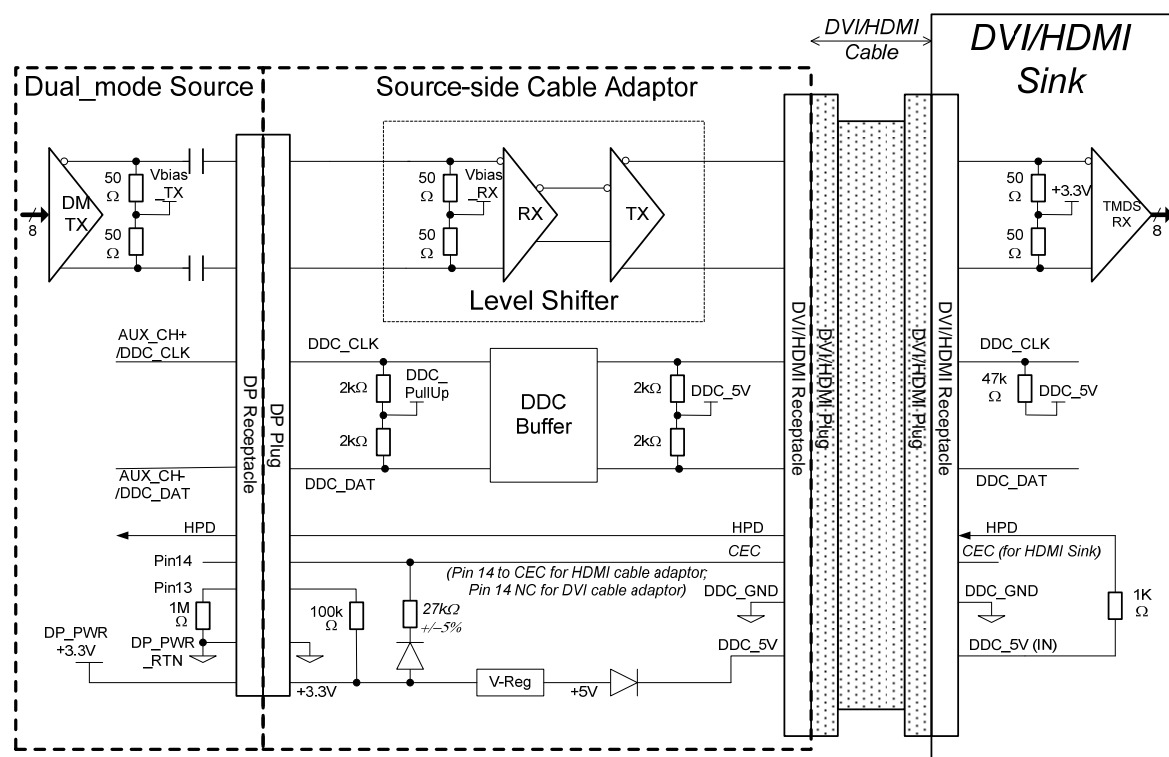 DVI/HDMI
Cable
DVI/HDMI
Sink
Dual_mode Source
Source-side Cable Adaptor
DM
TX
8
50
Ω
50
Ω
Vbias
_TX
50
Ω
50
Ω
Vbias
_RX
RX
TX
Level Shifter
50
Ω
50
Ω
+3.3V
TMDS
RX
8
AUX_CH+
/DDC_CLK
AUX_CH-
/DDC_DAT
DP Receptacle
DP Plug
DDC_CLK
2kΩ
2kΩ
DDC_
PullUp
DDC_DAT
DDC
Buffer
2kΩ
2kΩ
DDC_5V
DVI/HDMI Receptacle
DVI/HDMI Plug
DVI/HDMI Plug
DVI/HDMI Receptacle
DDC_CLK
47k
Ω
DDC_5V
DDC_DAT
HPD
HPD
HPD
Pin14
CEC
CEC (for HDMI Sink)
(Pin 14 to CEC for HDMI cable adaptor;
Pin 14 NC for DVI cable adaptor)
Pin13
1M
Ω
100k
Ω
27kΩ
+/–5%
DDC_GND
DDC_GND
1K
Ω
DP_PWR
+3.3V
DP_PWR
_RTN
+3.3V
V-Reg
+5V
DDC_5V
DDC_5V (IN)